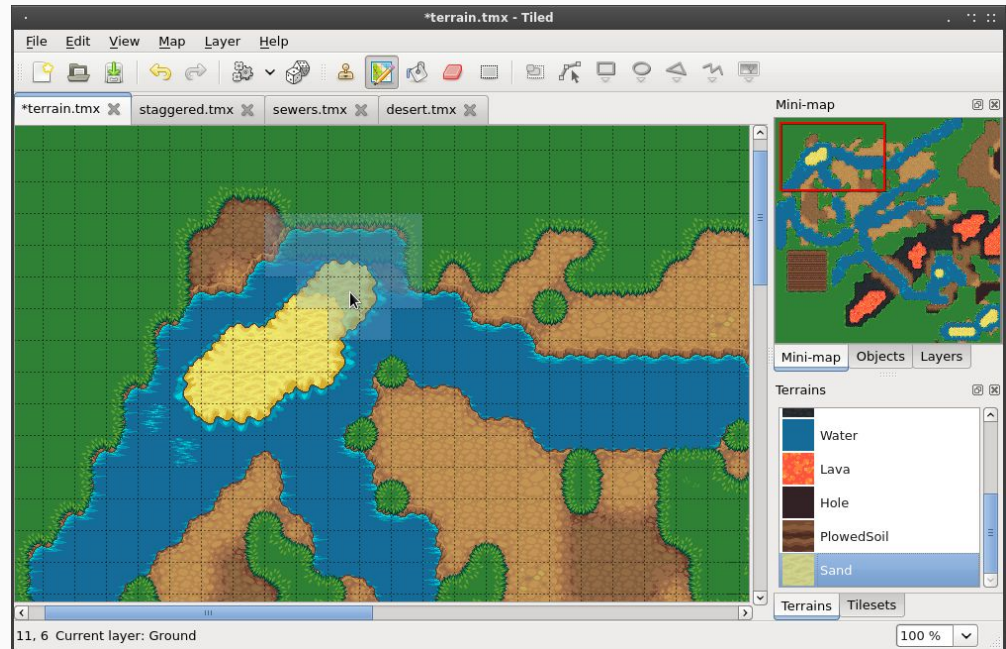 *terrain.tmx - Tiled
File Edit View Map Layer Help
*terrain.tmx staggered.tmx sewers.tmx desert.tmx
Mini-map
Mini-map Objects Layers
Terrains
Water
Lava
Hole
PlowedSoil
Sand
Terrains Tilesets
11, 6 Current layer: Ground
100 %